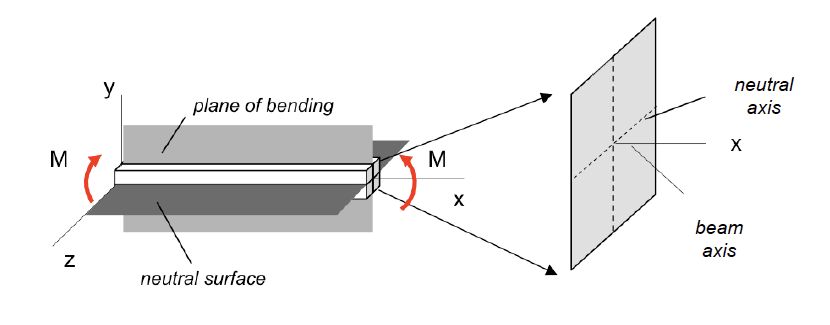 y
plane of bending
M
M
x
z
neutral surface
neutral
axis
x
beam
axis